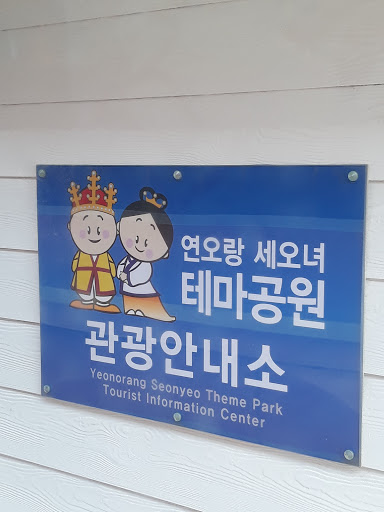 연오랑 세오녀
테마공원
관광안내소
Yeonorang Seonyeo Theme Park
Tourist Information Center